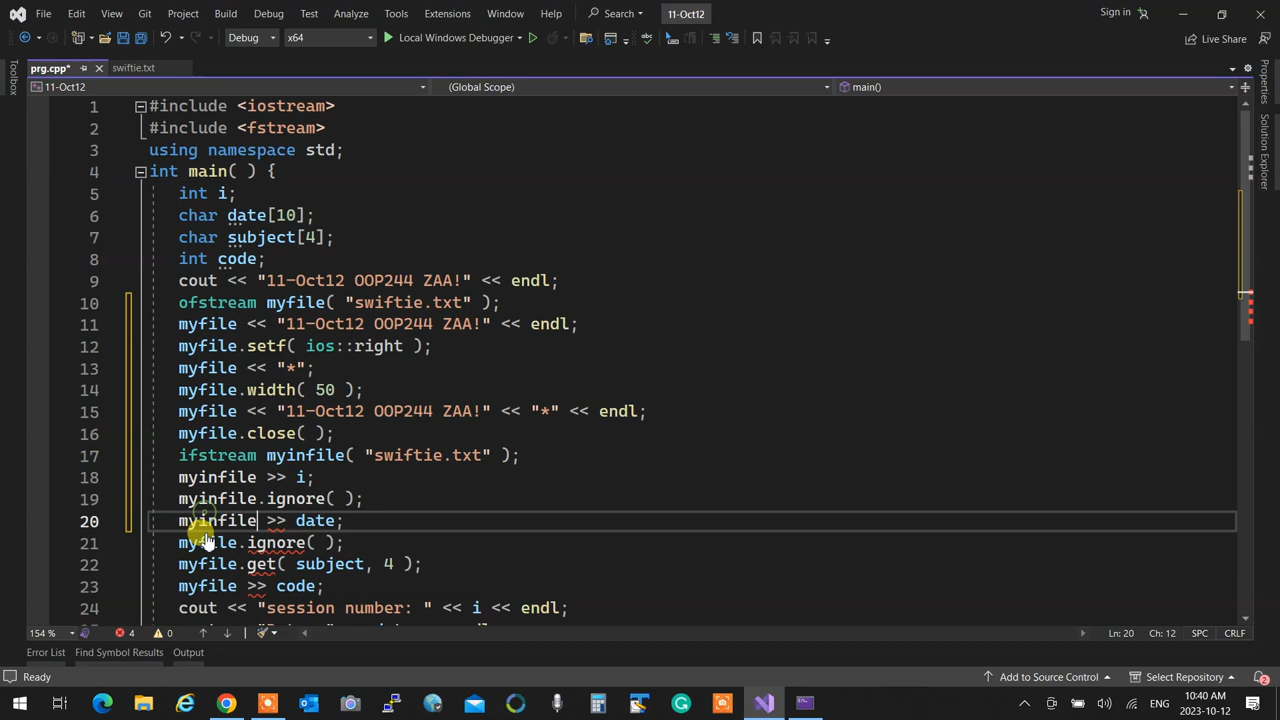 File Edit View Git Project Build Debug Test Analyze Tools Extensions Window Help Search 11-Oct12 Sign in
Debug x64 Local Windows Debugger Live Share
prg.cpp* swiftie.txt
11-Oct12 (Global Scope) main()
Toolbox
Properties
Solution Explorer
1 #include <iostream>
2 #include <fstream>
3 using namespace std;
4 int main( ) {
5 int i;
6 char date[10];
7 char subject[4];
8 int code;
9 cout << "11-Oct12 OOP244 ZAA!" << endl;
10 ofstream myfile( "swiftie.txt" );
11 myfile << "11-Oct12 OOP244 ZAA!" << endl;
12 myfile.setf( ios::right );
13 myfile << "*";
14 myfile.width( 50 );
15 myfile << "11-Oct12 OOP244 ZAA!" << "*" << endl;
16 myfile.close( );
17 ifstream myinfile( "swiftie.txt" );
18 myinfile >> i;
19 myinfile.ignore( );
20 myinfile >> date;
21 myfile.ignore( );
22 myfile.get( subject, 4 );
23 myfile >> code;
24 cout << "session number: " << i << endl;
154 % 4 0 Ln: 20 Ch: 12 SPC CRLF
Error List Find Symbol Results Output
Ready Add to Source Control Select Repository 2
ENG 10:40 AM
2023-10-12